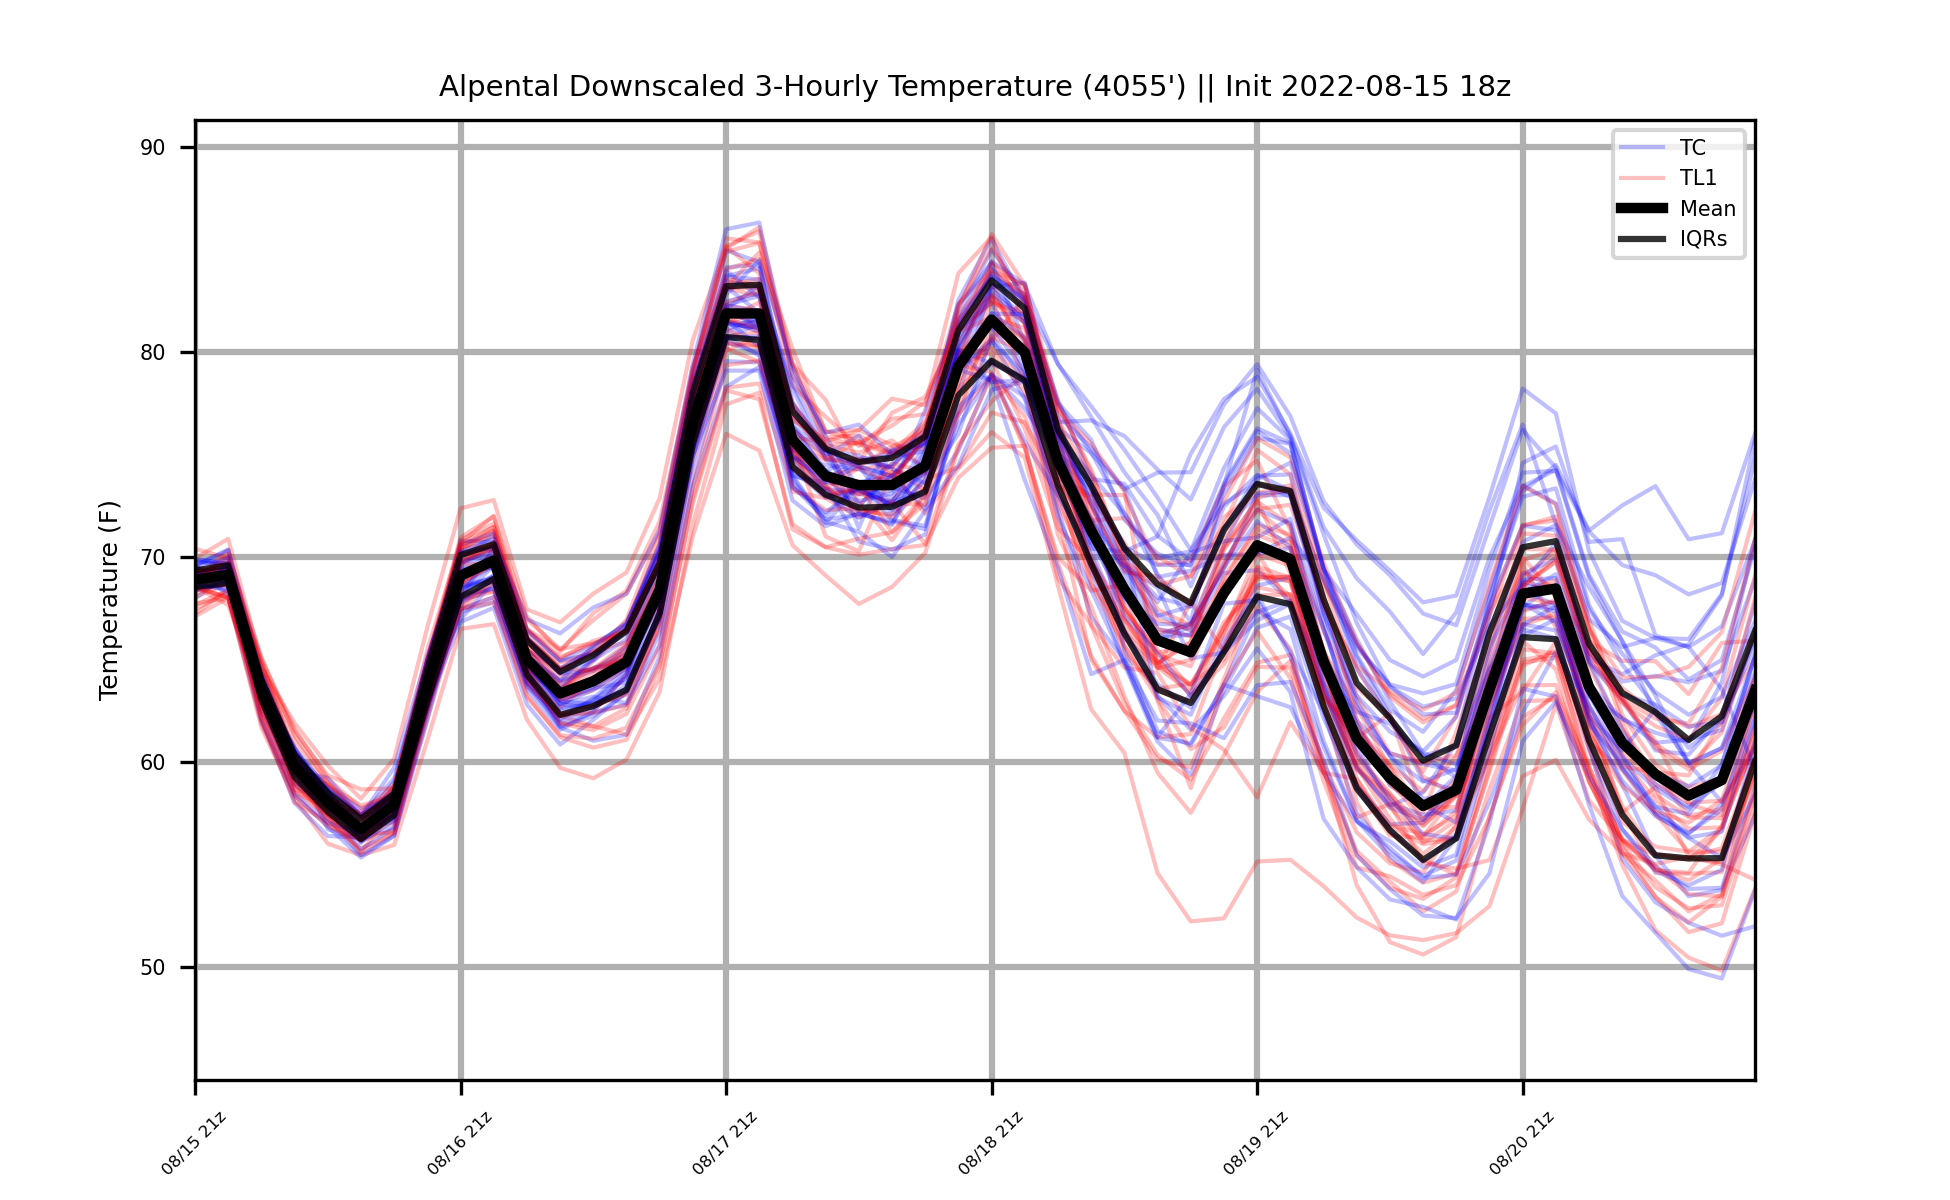 Alpental Downscaled 3-Hourly Temperature (4055') || Init 2022-08-15 18z
TC
TL1
Mean
IQRs
Temperature (F)
90
80
70
60
50
08/15 21z
08/16 21z
08/17 21z
08/18 21z
08/19 21z
08/20 21z